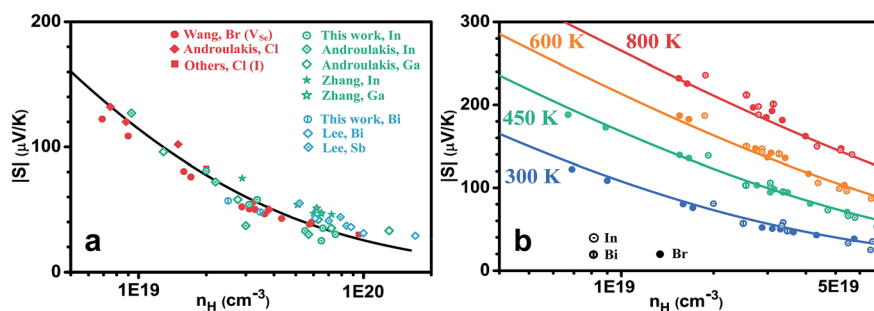 200
150
100
50
0
|S| (μV/K)
Wang, Br (V_Se)
Androulakis, Cl
Others, Cl (I)
This work, In
Androulakis, In
Androulakis, Ga
Zhang, In
Zhang, Ga
This work, Bi
Lee, Bi
Lee, Sb
a
1E19
1E20
n_H (cm⁻³)
300
200
100
0
|S| (μV/K)
600 K
800 K
450 K
300 K
b
In
Bi
Br
1E19
5E19
n_H (cm⁻³)